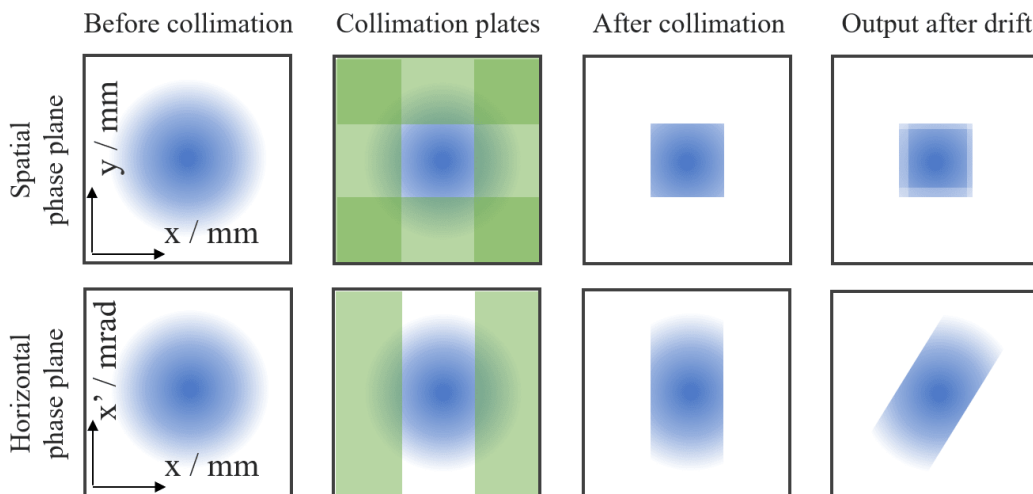 Before collimation
Collimation plates
After collimation
Output after drift
Spatial
phase plane
y / mm
x / mm
Horizontal
phase plane
x’ / mrad
x / mm